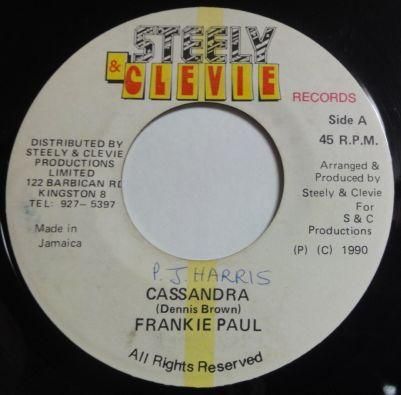 STEELY
& CLEVIE
RECORDS
Side A
45 R.P.M.
DISTRIBUTED BY
STEELY & CLEVIE
PRODUCTIONS
LIMITED
122 BARBICAN RD
KINGSTON 8
TEL: 927-5397
Made in
Jamaica
Arranged &
Produced by
Steely & Clevie
For
S & C
Productions
(P) (C) 1990
P.J. HARRIS
CASSANDRA
(Dennis Brown)
FRANKIE PAUL
All Rights Reserved